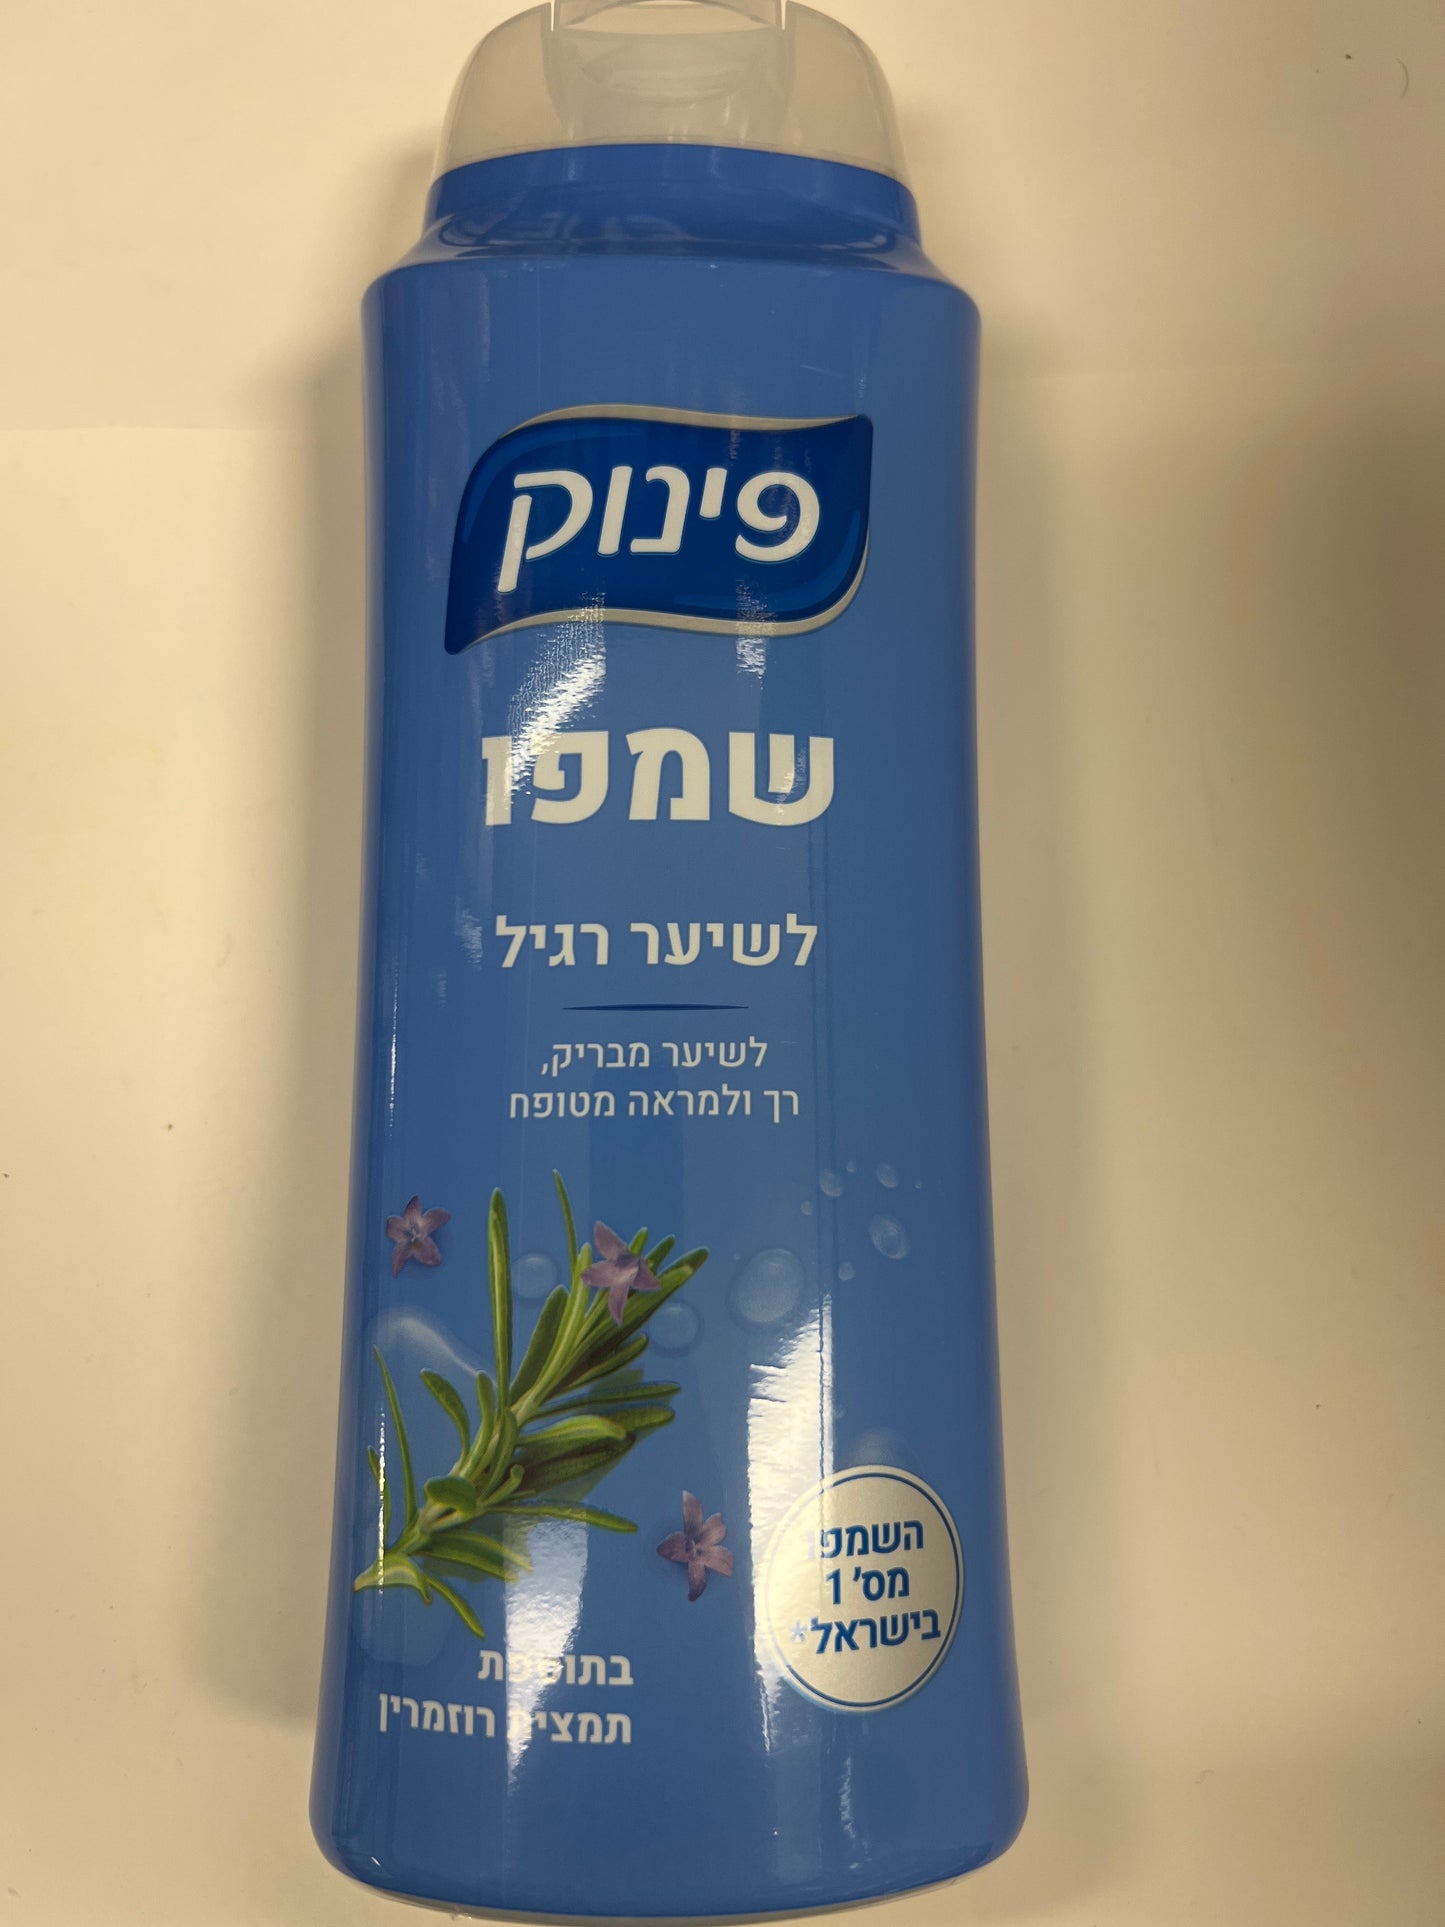 פינוק
שמפו
לשיער רגיל
לשיער מבריק,
רך ולמראה מטופח
השמפו
מס' 1
בישראל*
בתוספת
תמצית רוזמרין